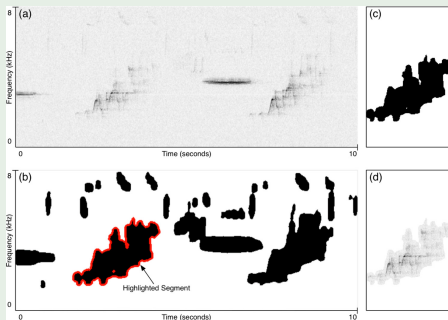 (a)
8
Frequency (kHz)
0
0
Time (seconds)
10
(b)
8
Frequency (kHz)
0
Highlighted Segment
0
Time (seconds)
10
(c)
(d)